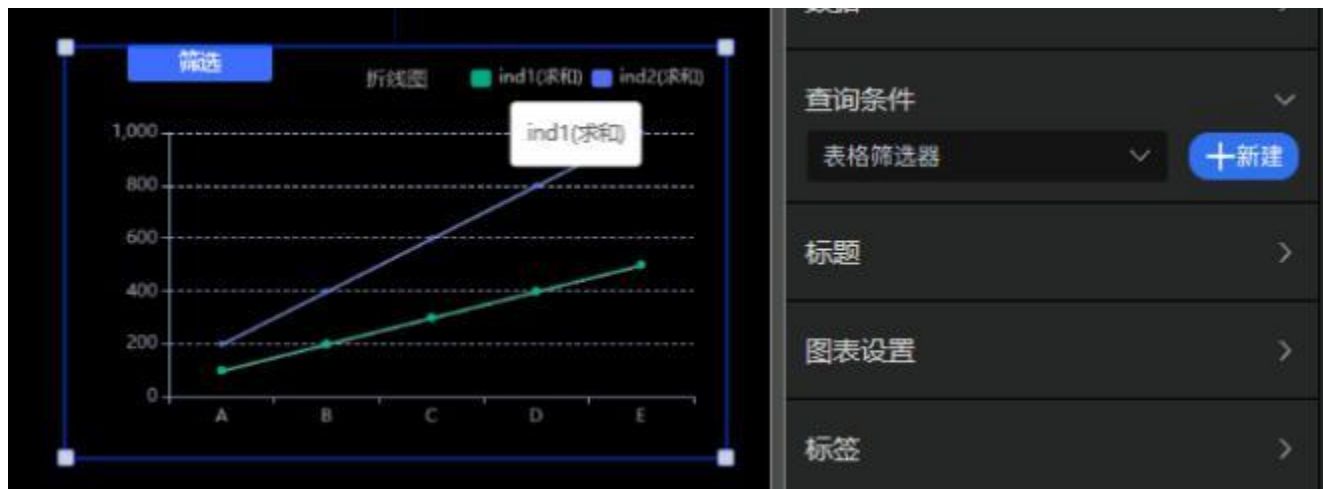 筛选
折线图
ind1(求和)
ind2(求和)
ind1(求和)
1,000
800
600
400
200
0
A
B
C
D
E
查询条件
表格筛选器
新建
标题
图表设置
标签